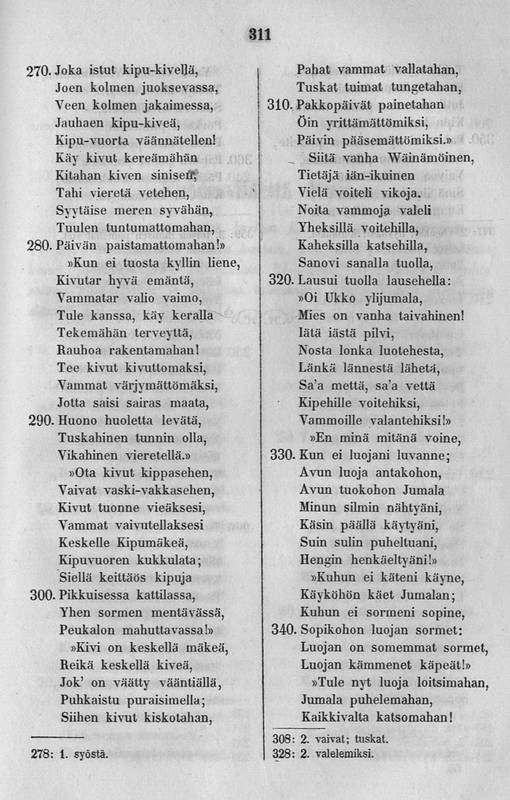 311
270. Joka istut kipu-kivellä,
Joen kolmen juoksevassa,
Veen kolmen jakaimessa,
Jauhaen kipu-kiveä,
Kipu-vuorta väännätellen!
Käy kivut kereämähän
Kitahan kiven sinisen,
Tahi vieretä vetehen,
Syytäise meren syvähän,
Tuulen tuntumattomahan,
280. Päivän paistamattomahan!»
»Kun ei tuosta kyllin liene,
Kivutar hyvä emäntä,
Vammatar valio vaimo,
Tule kanssa, käy keralla
Tekemähän terveyttä,
Rauhoa rakentamahan!
Tee kivut kivuttomaksi,
Vammat värjymättömäksi,
Jotta saisi sairas maata,
290. Huono huoletta levätä,
Tuskahinen tunnin olla,
Vikahinen vieretellä.»
»Ota kivut kippasehen,
Vaivat vaski-vakkasehen,
Kivut tuonne vieäksesi,
Vammat vaivutellaksesi
Keskelle Kipumäkeä,
Kipuvuoren kukkulata;
Siellä keittäös kipuja
300. Pikkuisessa kattilassa,
Yhen sormen mentävässä,
Peukalon mahuttavassa!»
»Kivi on keskellä mäkeä,
Reikä keskellä kiveä,
Jok' on väätty vääntiällä,
Puhkaistu puraisimella;
Siihen kivut kiskotahan,
278: 1. syöstä.
Pahat vammat vallatahan,
Tuskat tuimat tungetahan,
310. Pakkopäivät painetahan
Öin yrittämättömiksi,
Päivin pääsemättömiksi.»
Siitä vanha Wäinämöinen,
Tietäjä iän-ikuinen
Vielä voiteli vikoja.
Noita vammoja valeli
Yheksillä voitehilla,
Kaheksilla katsehilla,
Sanovi sanalla tuolla,
320. Lausui tuolla lausehella:
»Oi Ukko ylijumala,
Mies on vanha taivahinen!
Iätä iästä pilvi,
Nosta lonka luotehesta,
Länkä lännestä lähetä,
Sa'a mettä, sa'a vettä
Kipehille voitehiksi,
Vammoille valantehiksi!»
»En minä mitänä voine,
330. Kun ei luojani luvanne;
Avun luoja antakohon,
Avun tuokohon Jumala
Minun silmin nähtyäni,
Käsin päällä käytyäni,
Suin sulin puheltuani,
Hengin henkäeltyäni!»
»Kuhun ei käteni käyne,
Käyköhön käet Jumalan;
Kuhun ei sormeni sopine,
340. Sopikohon luojan sormet:
Luojan on somemmat sormet,
Luojan kämmenet käpeät!»
»Tule nyt luoja loitsimahan,
Jumala puhelemahan,
Kaikkivalta katsomahan!
308: 2. vaivat; tuskat.
328: 2. valelemiksi.